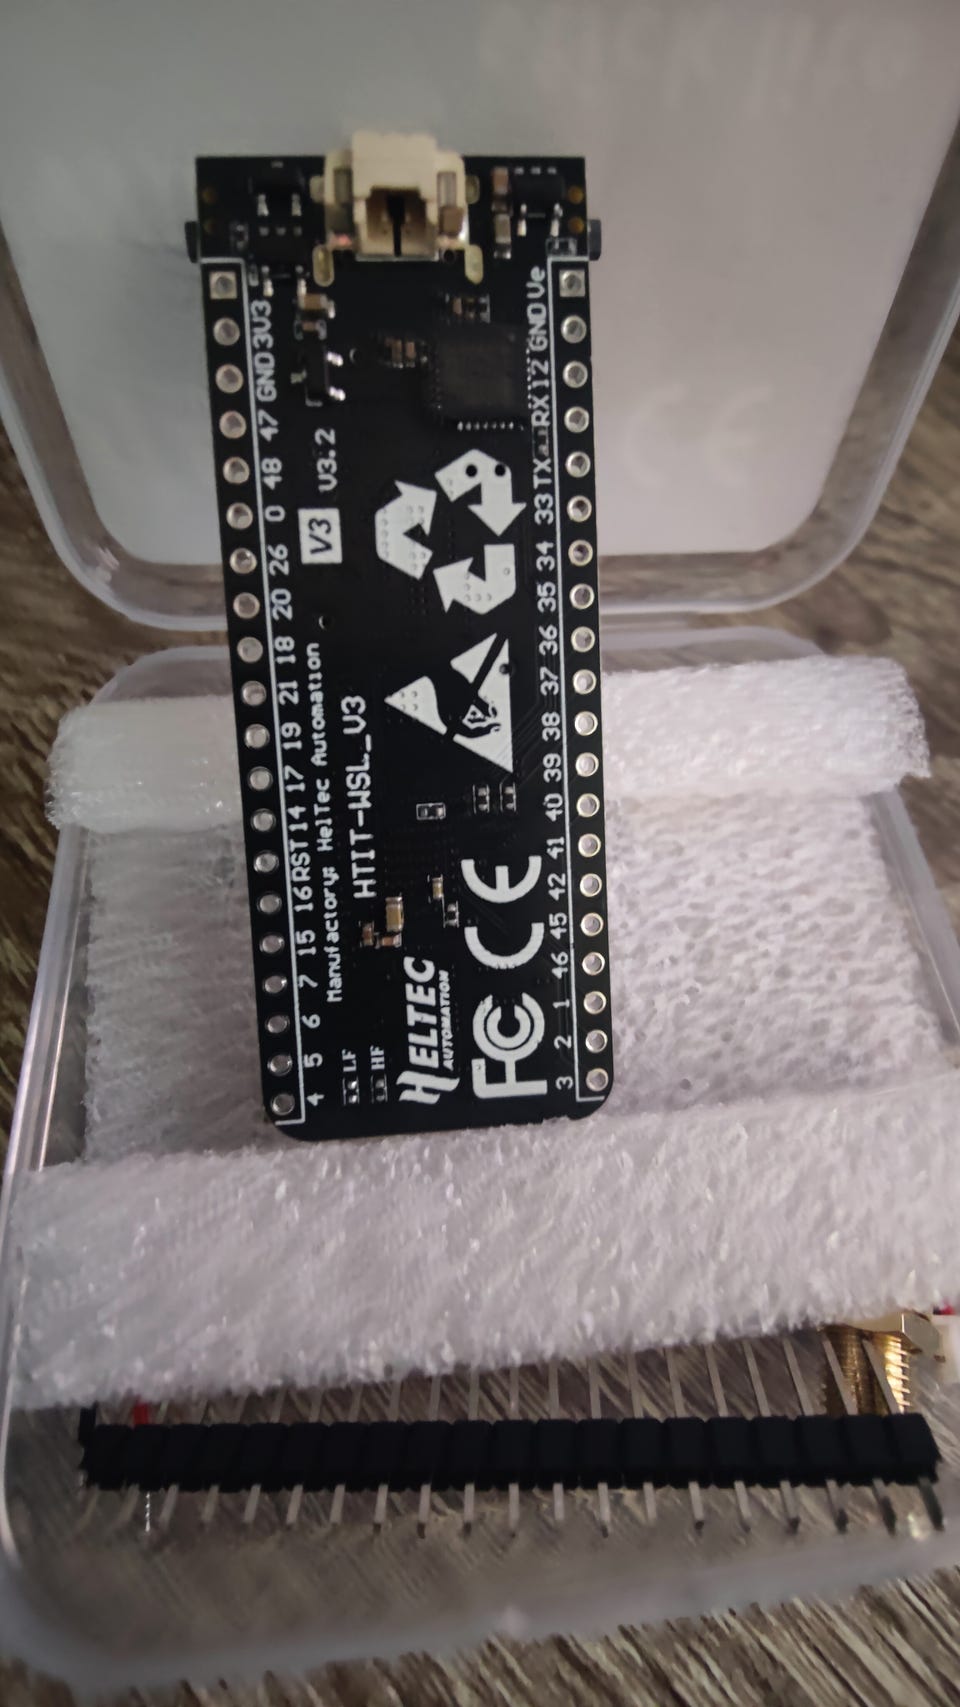 4 5 6 7 15 16 RST 14 17 19 21 18 20 26 0 48 47 GND 3V3
Manufactory: HelTec Automation
V3 V3.2
LF
HTIT-WSL_V3
HF
HELTEC
AUTOMATION
FC CE
3 2 1 46 45 42 41 40 39 38 37 36 35 34 33 TX RX 12 GND Ve